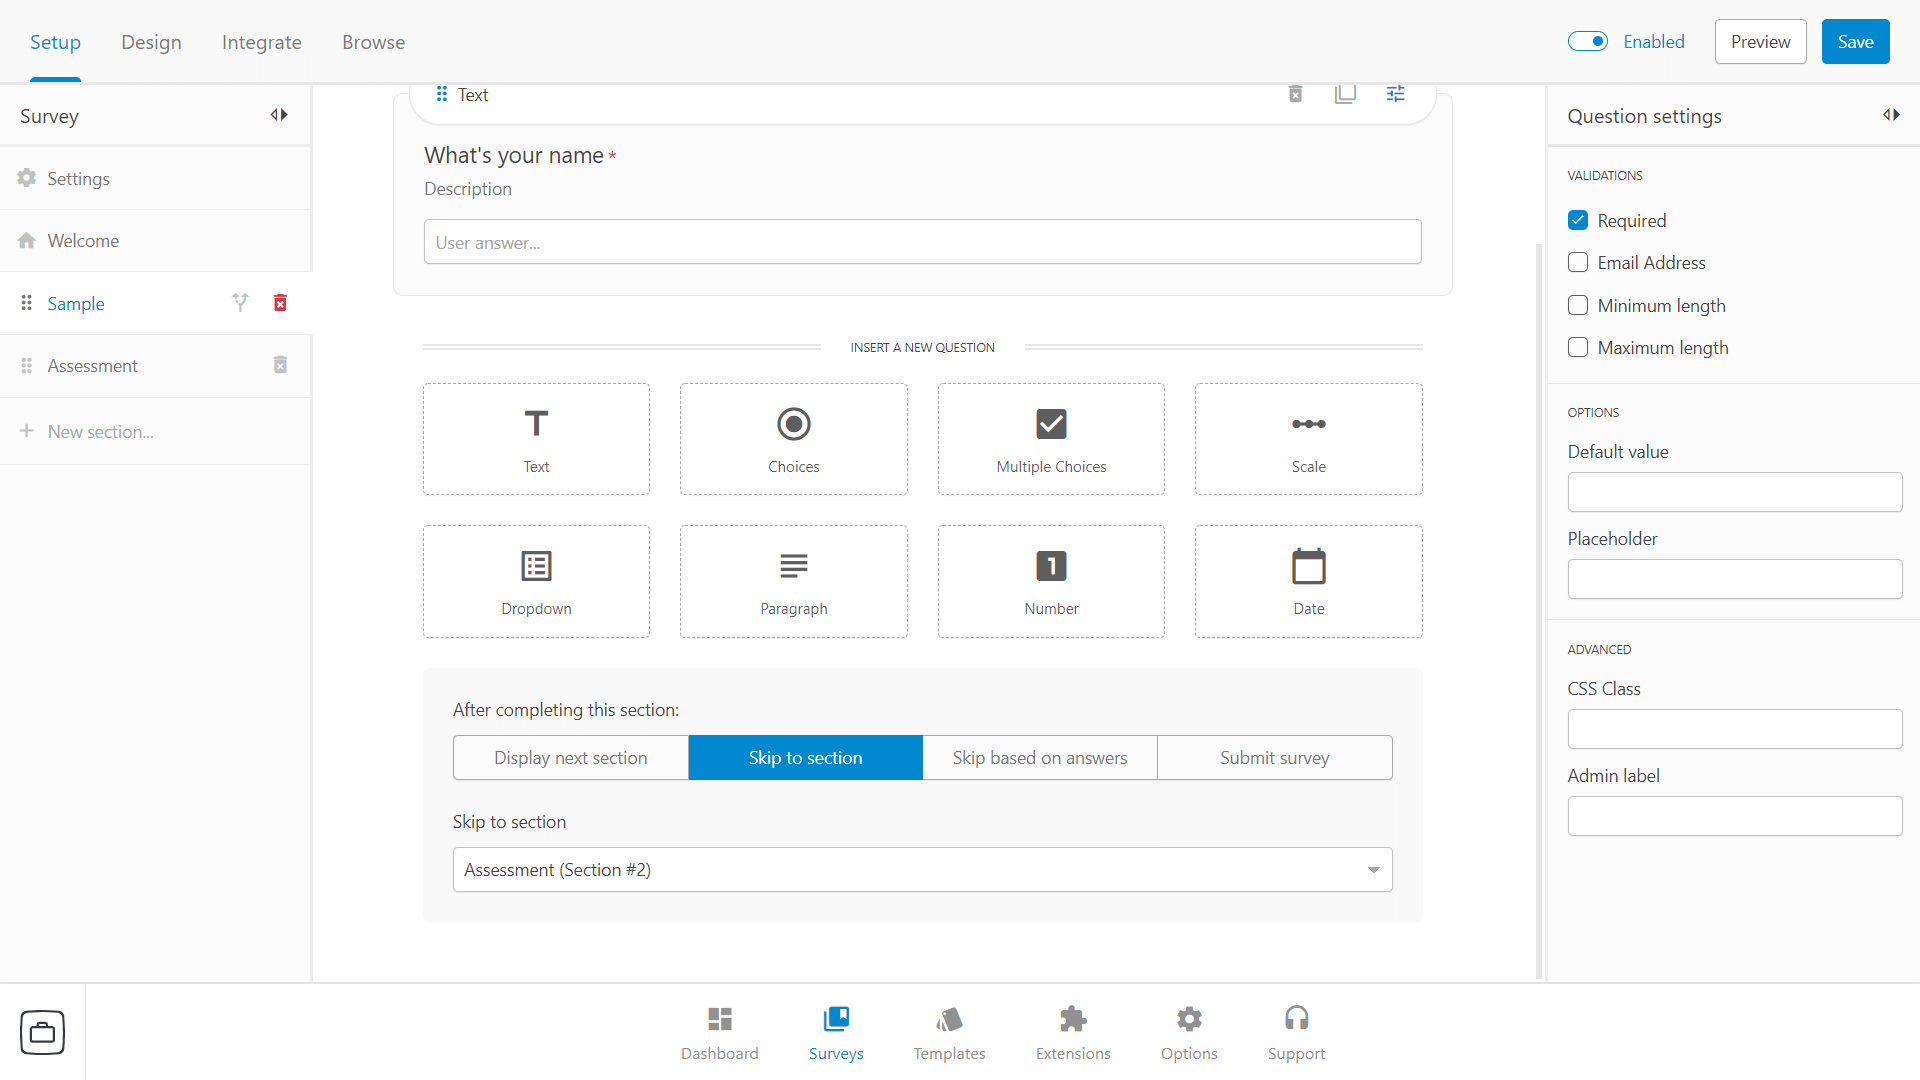 Setup Design Integrate Browse
Enabled Preview Save
Survey
Settings
Welcome
Sample
Assessment
New section...
Text
What's your name *
Description
User answer...
INSERT A NEW QUESTION
Text Choices Multiple Choices Scale
Dropdown Paragraph Number Date
After completing this section:
Display next section Skip to section Skip based on answers Submit survey
Skip to section
Assessment (Section #2)
Question settings
VALIDATIONS
Required
Email Address
Minimum length
Maximum length
OPTIONS
Default value
Placeholder
ADVANCED
CSS Class
Admin label
Dashboard Surveys Templates Extensions Options Support